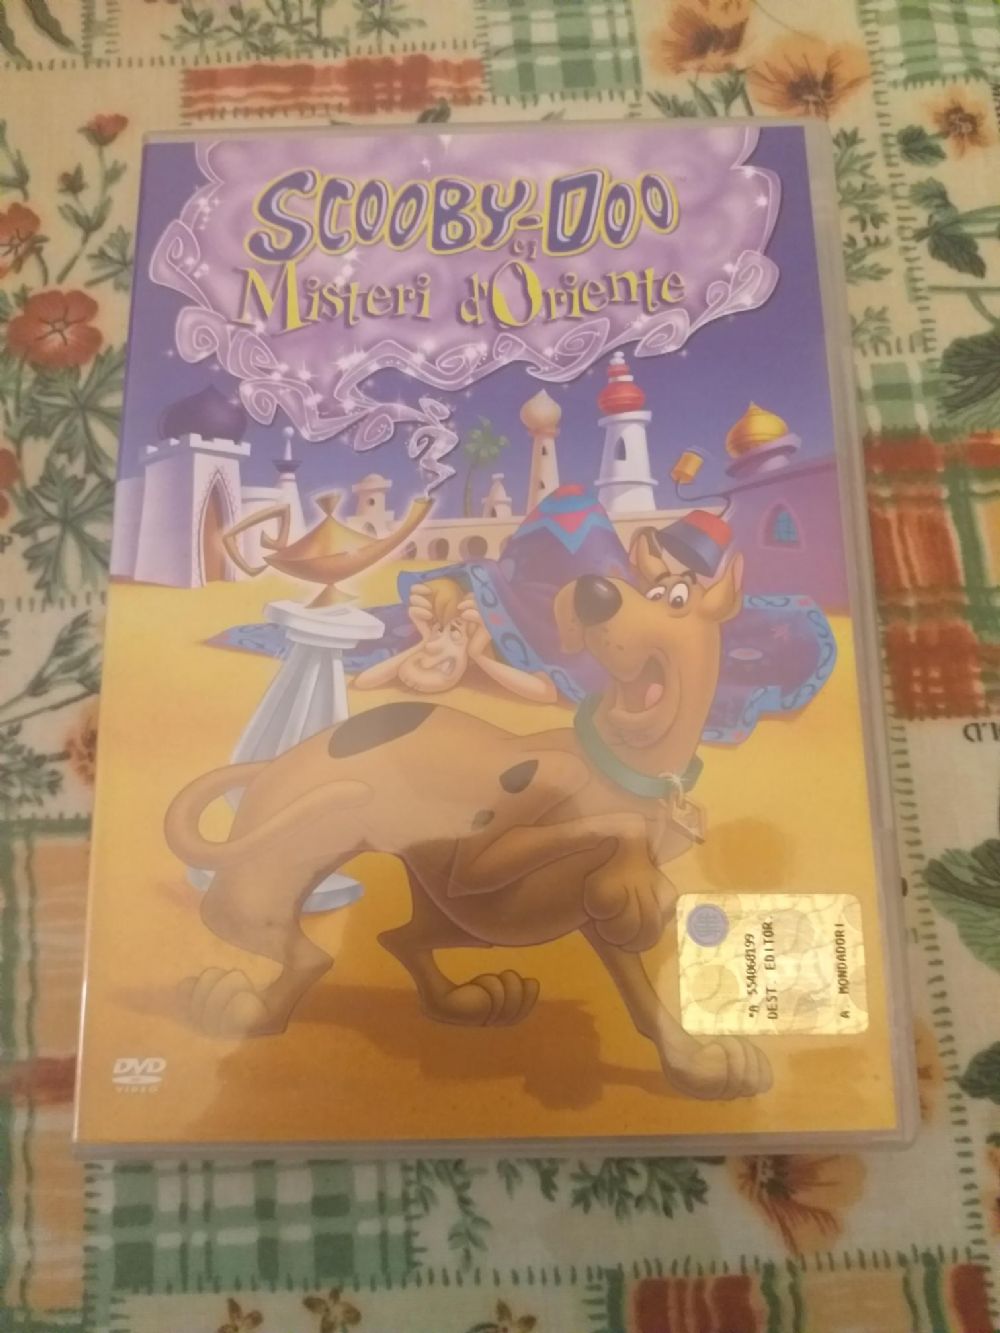 SCOOBY-DOO
e i
Misteri d'Oriente
DVD
VIDEO
*A 554068199
DEST. EDITOR.
A. MONDADORI